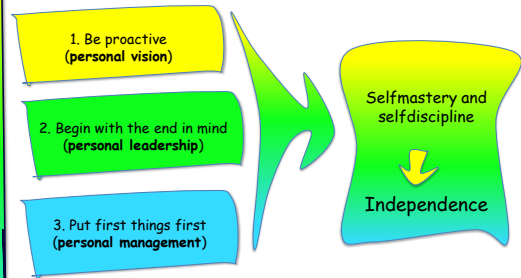 1. Be proactive
(personal vision)
2. Begin with the end in mind
(personal leadership)
3. Put first things first
(personal management)
Selfmastery and
selfdiscipline
Independence